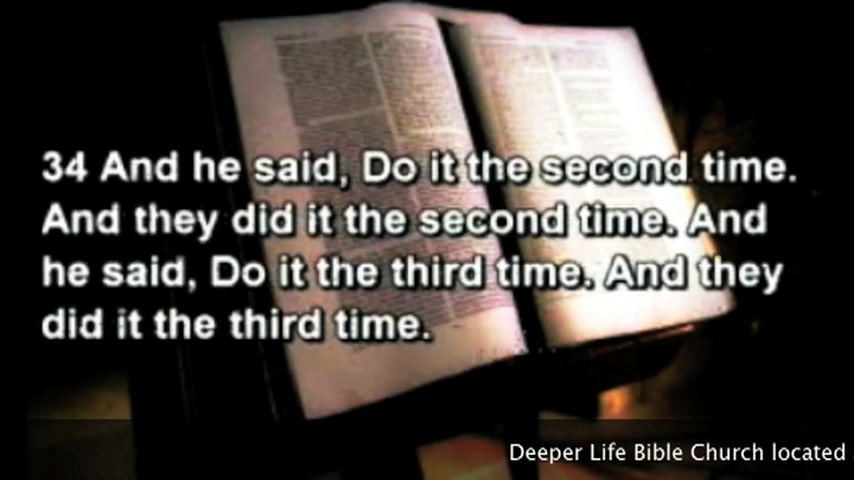 34 And he said, Do it the second time.
And they did it the second time. And
he said, Do it the third time. And they
did it the third time.
Deeper Life Bible Church located